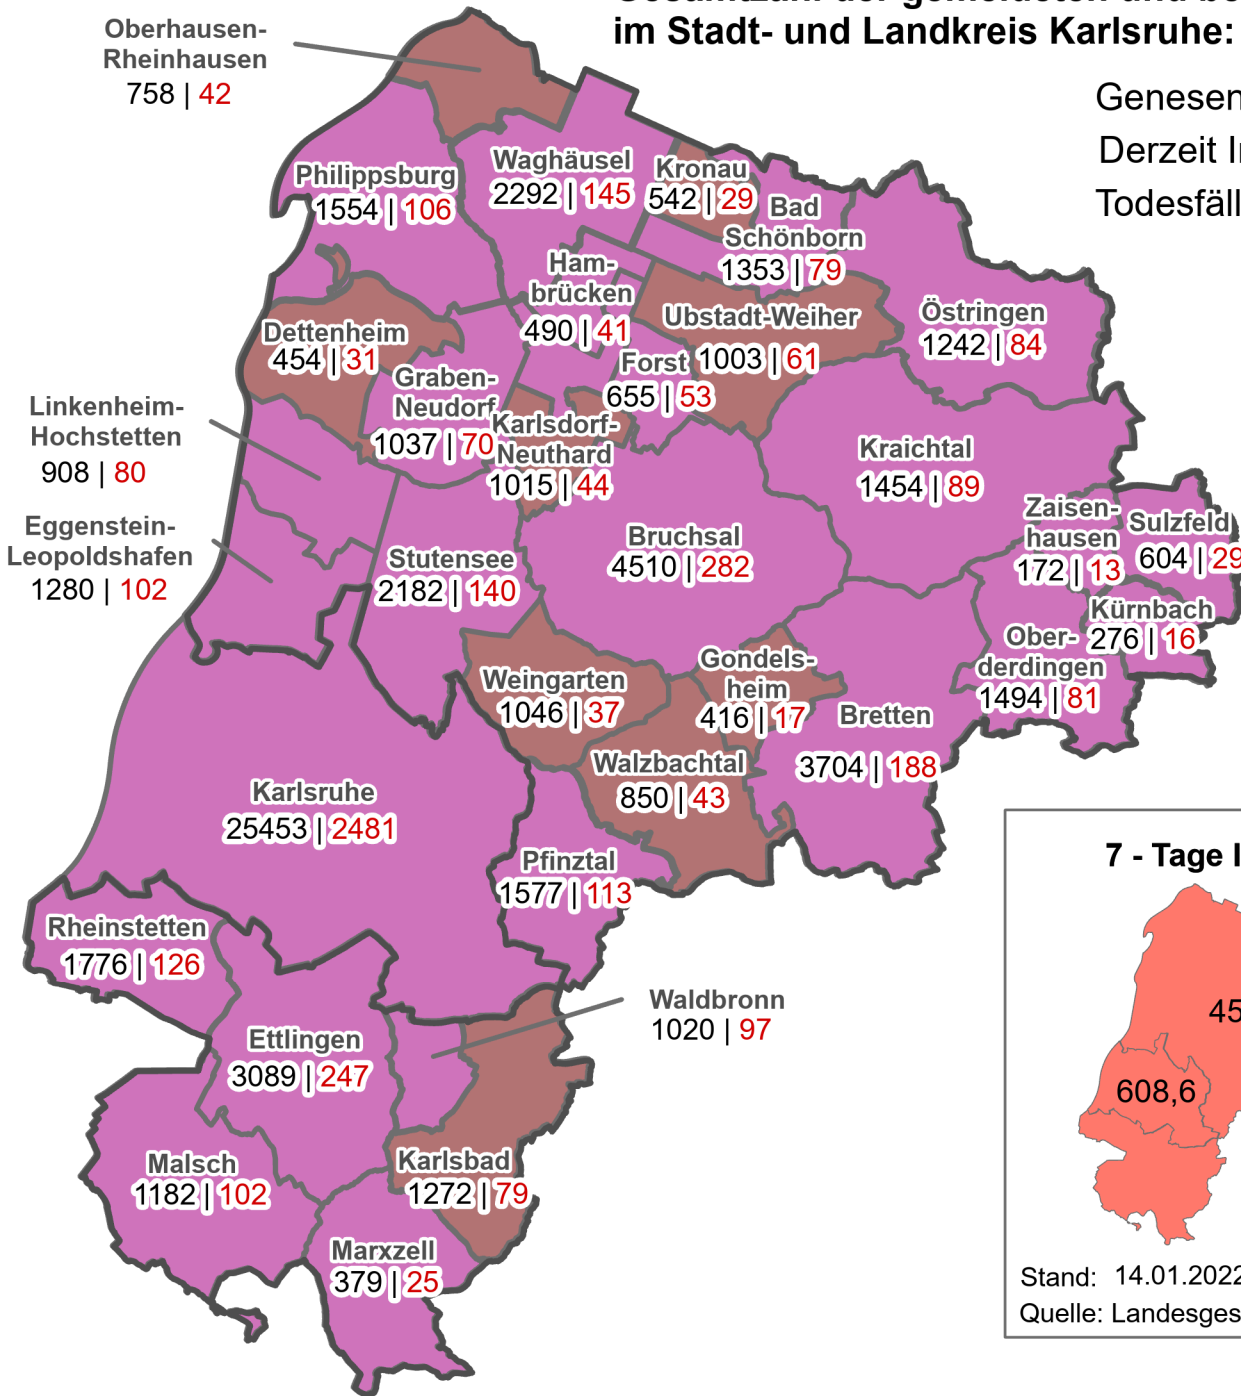 im Stadt- und Landkreis Karlsruhe:
Oberhausen-
Rheinhausen
758 | 42
Genesen
Derzeit
Todesfäll
Philippsburg
1554 | 106
Waghäusel
2292 | 145
Kronau
542 | 29
Bad
Schönborn
1353 | 79
Ham-
brücken
490 | 41
Ubstadt-Weiher
1003 | 61
Östringen
1242 | 84
Dettenheim
454 | 31
Forst
655 | 53
Graben-
Neudorf
1037 | 70
Karlsdorf-
Neuthard
1015 | 44
Linkenheim-
Hochstetten
908 | 80
Kraichtal
1454 | 89
Eggenstein-
Leopoldshafen
1280 | 102
Stutensee
2182 | 140
Bruchsal
4510 | 282
Zaisen-
hausen
172 | 13
Sulzfeld
604 | 29
Kürnbach
276 | 16
Ober-
derdingen
1494 | 81
Weingarten
1046 | 37
Gondels-
heim
416 | 17
Bretten
3704 | 188
Walzbachtal
850 | 43
Karlsruhe
25453 | 2481
Pfinztal
1577 | 113
Rheinstetten
1776 | 126
Waldbronn
1020 | 97
Ettlingen
3089 | 247
Malsch
1182 | 102
Karlsbad
1272 | 79
Marxzell
379 | 25
7 - Tage I
45
608,6
Stand: 14.01.2022
Quelle: Landesges